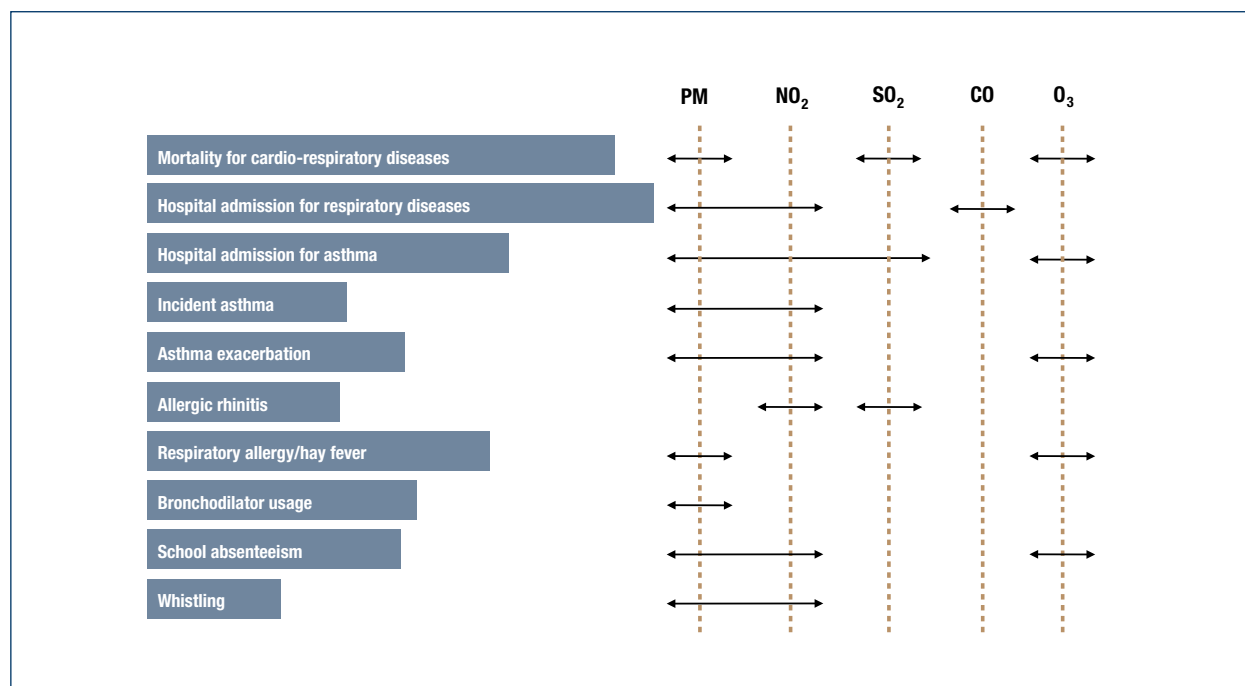 PM NO₂ SO₂ CO O₃
Mortality for cardio-respiratory diseases
Hospital admission for respiratory diseases
Hospital admission for asthma
Incident asthma
Asthma exacerbation
Allergic rhinitis
Respiratory allergy/hay fever
Bronchodilator usage
School absenteeism
Whistling